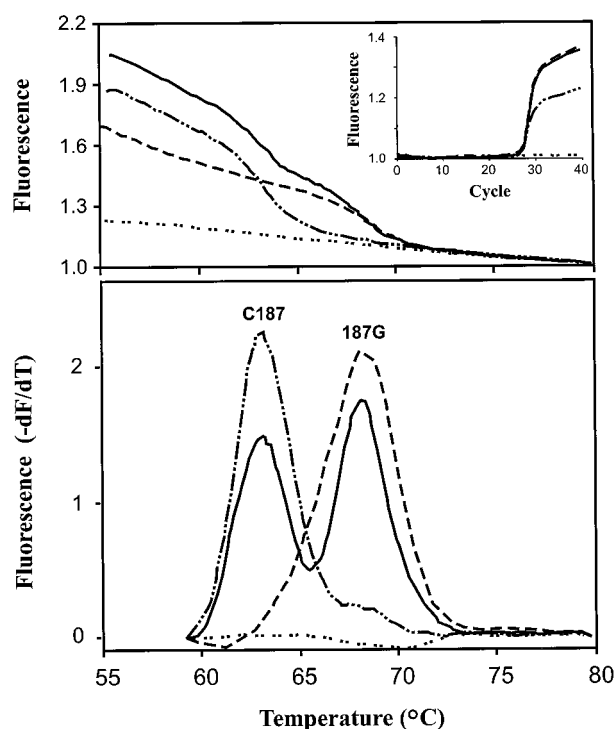 2.2
1.9
1.6
1.3
1.0
Fluorescence
1.4
1.2
1.0
Fluorescence
0 10 20 30 40
Cycle
C187
187G
2
1
0
Fluorescence (-dF/dT)
55 60 65 70 75 80
Temperature (°C)